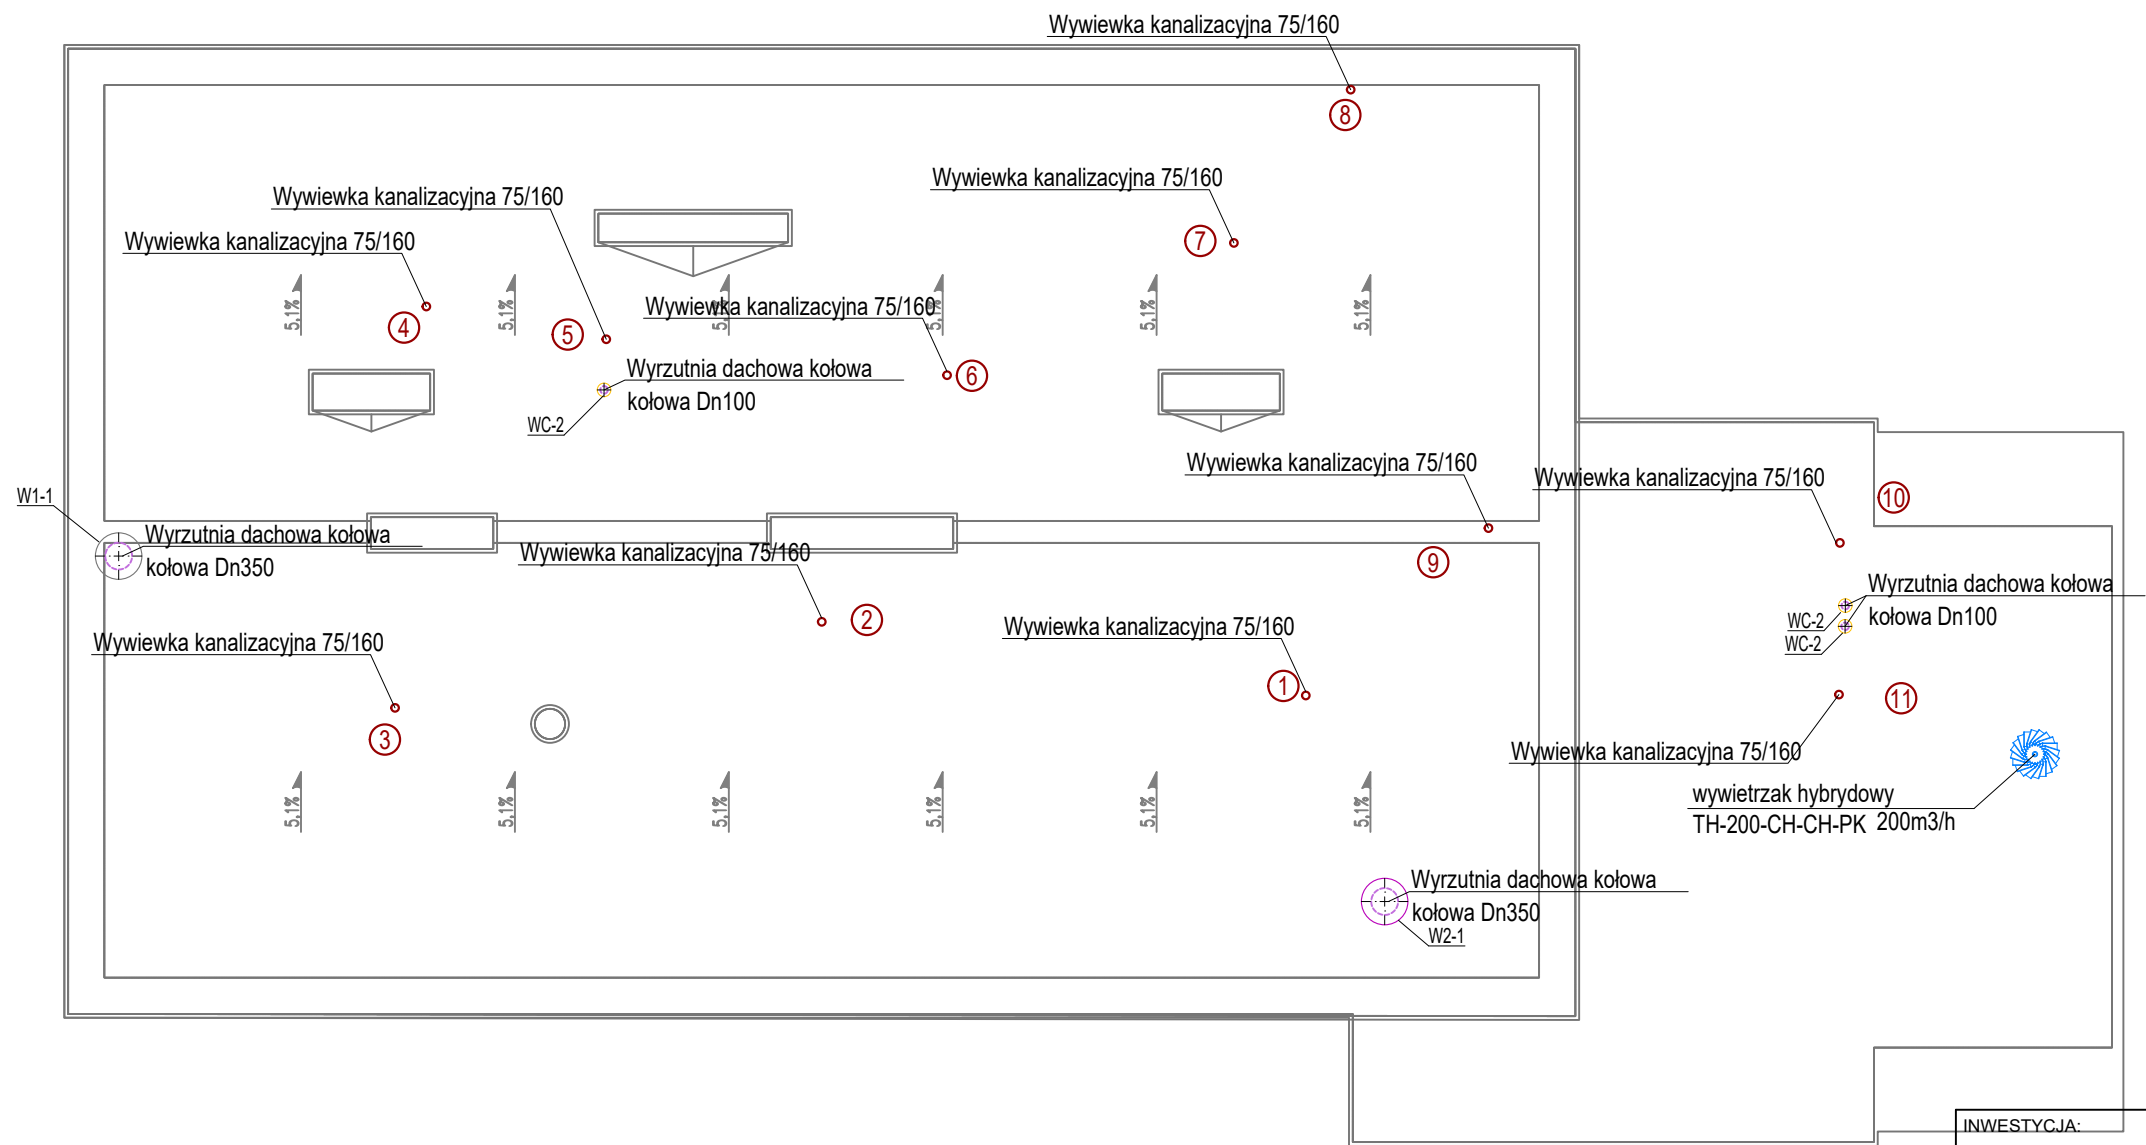 Wywiewka kanalizacyjna 75/160
8
Wywiewka kanalizacyjna 75/160
7
Wywiewka kanalizacyjna 75/160
5
Wywiewka kanalizacyjna 75/160
4
5,1%
5,1%
5,1%
5,1%
5,1%
5,1%
Wywiewka kanalizacyjna 75/160
6
Wyrzutnia dachowa kołowa
kołowa Dn100
WC-2
Wywiewka kanalizacyjna 75/160
9
Wywiewka kanalizacyjna 75/160
10
W1-1
Wyrzutnia dachowa kołowa
kołowa Dn350
Wywiewka kanalizacyjna 75/160
2
Wyrzutnia dachowa kołowa
kołowa Dn100
WC-2
WC-2
Wywiewka kanalizacyjna 75/160
3
Wywiewka kanalizacyjna 75/160
1
11
Wywiewka kanalizacyjna 75/160
wywietrzak hybrydowy
TH-200-CH-CH-PK 200m3/h
5,1%
5,1%
5,1%
5,1%
5,1%
5,1%
Wyrzutnia dachowa kołowa
kołowa Dn350
W2-1
INWESTYCJA: